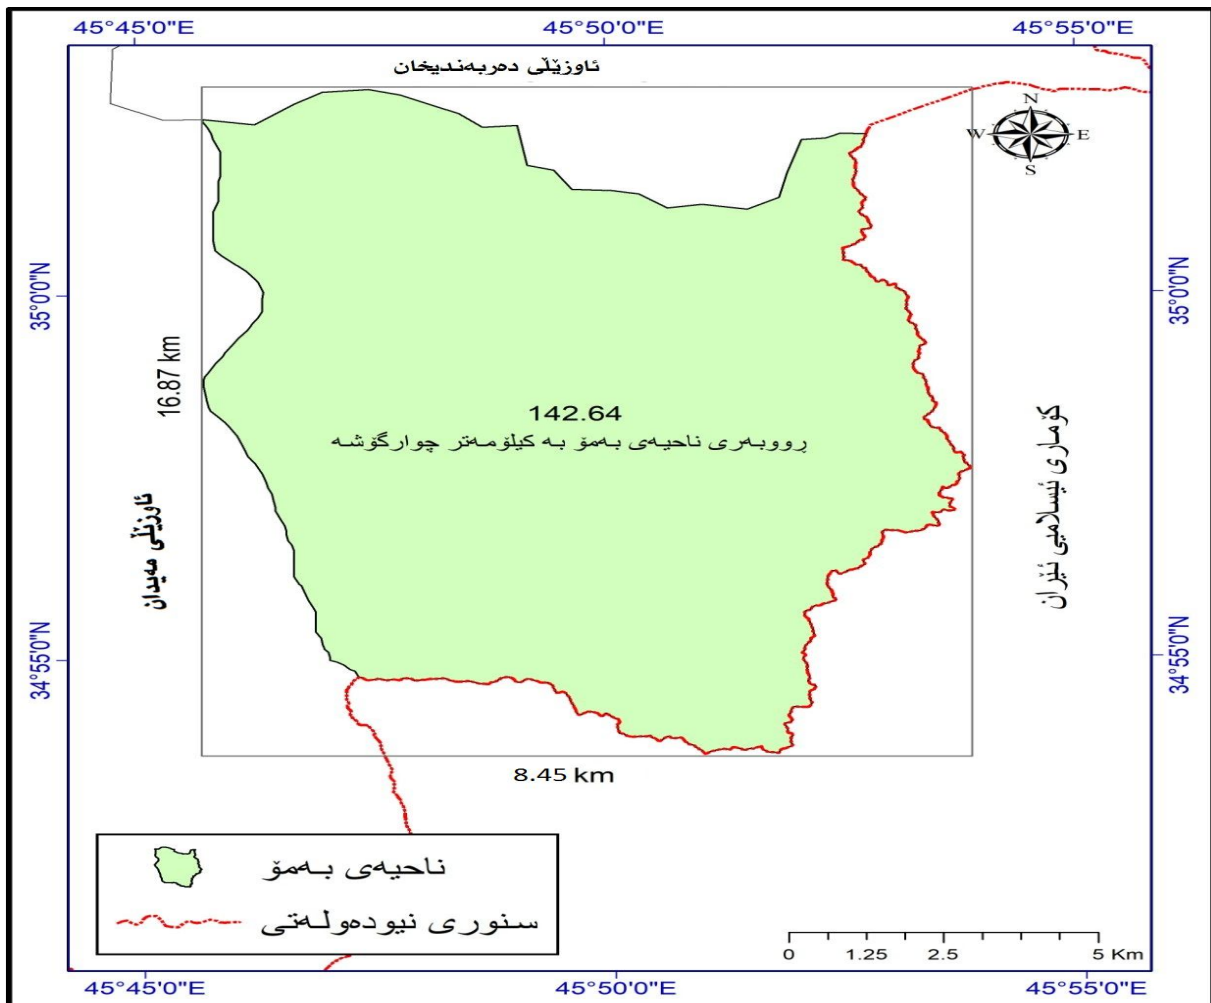 45°45'0"E
45°50'0"E
45°55'0"E
ئاوزێڵی دەربەندیخان
N
W
E
S
35°0'0"N
35°0'0"N
16.87 km
142.64
ڕووبەری ناحیەی بەمۆ بە کیلۆمەتر چوارگۆشە
کۆماری ئیسلامیی ئێران
ئاوزێڵی مەیدان
34°55'0"N
34°55'0"N
8.45 km
ناحیەی بەمۆ
سنوری نیودەوڵەتی
0
1.25
2.5
5 Km
45°45'0"E
45°50'0"E
45°55'0"E